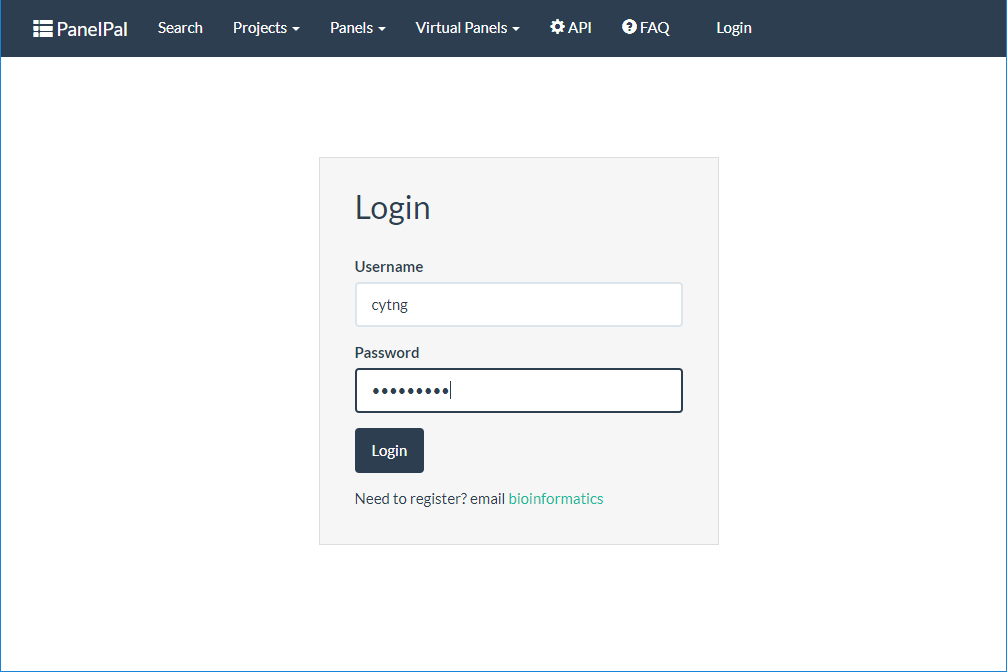 PanelPal Search Projects Panels Virtual Panels API FAQ Login
Login
Username
cytng
Password
•••••••••
Login
Need to register? email bioinformatics